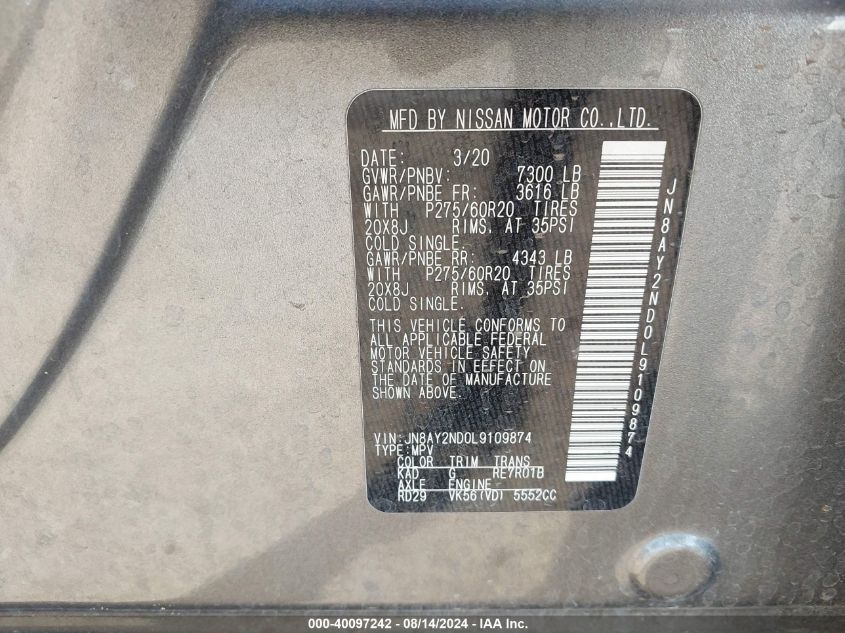 MFD BY NISSAN MOTOR CO.,LTD.
DATE: 3/20
GVWR/PNBV: 7300 LB
GAWR/PNBE FR: 3616 LB
WITH P275/60R20 TIRES
20X8J RIMS, AT 35PSI
COLD SINGLE.
GAWR/PNBE RR: 4343 LB
WITH P275/60R20 TIRES
20X8J RIMS, AT 35PSI
COLD SINGLE.
THIS VEHICLE CONFORMS TO
ALL APPLICABLE FEDERAL
MOTOR VEHICLE SAFETY
STANDARDS IN EFFECT ON
THE DATE OF MANUFACTURE
SHOWN ABOVE.
VIN:JN8AY2ND0L9109874
TYPE:MPV
COLOR TRIM TRANS
KAD G RE7R01B
AXLE ENGINE
RD29 VK56(VD) 5552CC
JN8AY2ND0L9109874
000-40097242 - 08/14/2024 - IAAI.COM